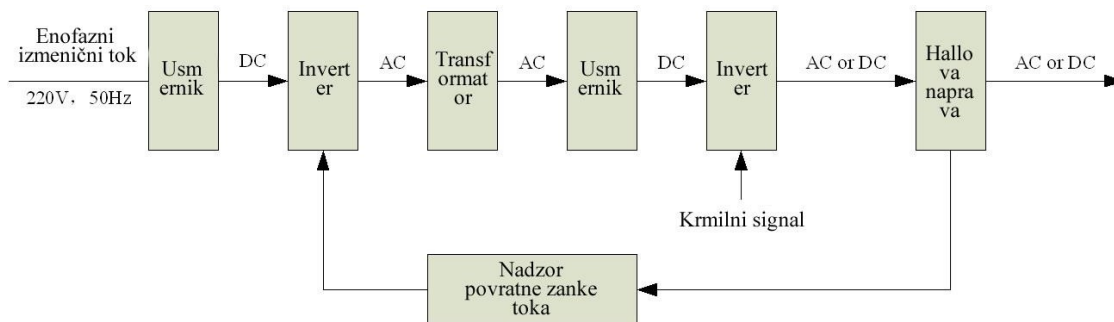 Enofazni
izmenični tok
220V，50Hz
Usm
ernik
DC
Invert
er
AC
Transf
ormat
or
AC
Usm
ernik
DC
Invert
er
AC or DC
Hallo
va
napra
va
AC or DC
Krmilni signal
Nadzor
povratne zanke
toka